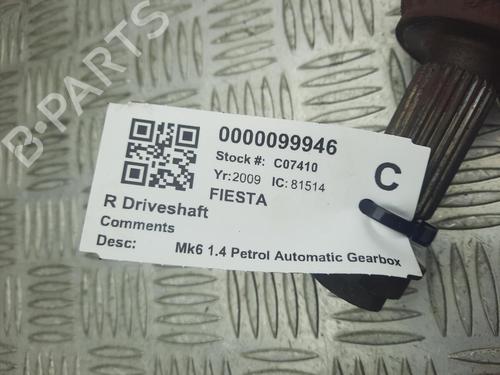 B-PARTS
0000099946
Stock #: C07410
Yr: 2009 IC: 81514
FIESTA
C
R Driveshaft
Comments
Desc: Mk6 1.4 Petrol Automatic Gearbox